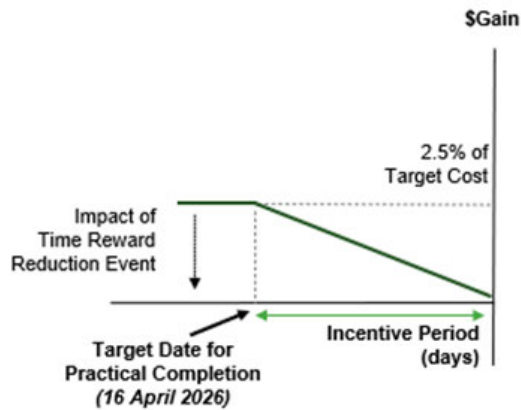 $Gain
2.5% of
Target Cost
Impact of
Time Reward
Reduction Event
Incentive Period
(days)
Target Date for
Practical Completion
(16 April 2026)